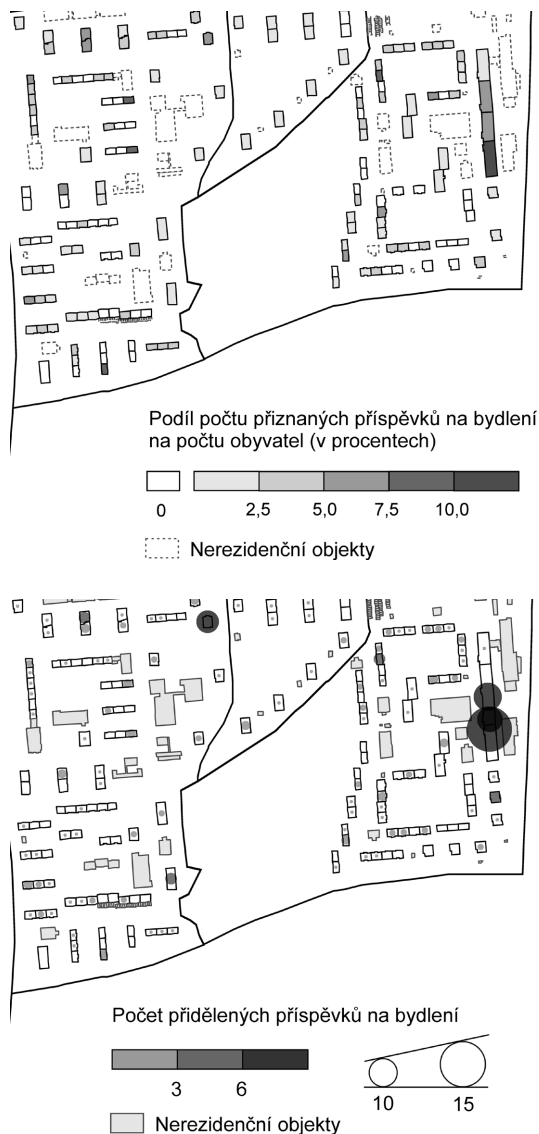 Podíl počtu přiznaných příspěvků na bydlení
na počtu obyvatel (v procentech)
0 2,5 5,0 7,5 10,0
Nerezidenční objekty
Počet přidělených příspěvků na bydlení
3 6
10 15
Nerezidenční objekty